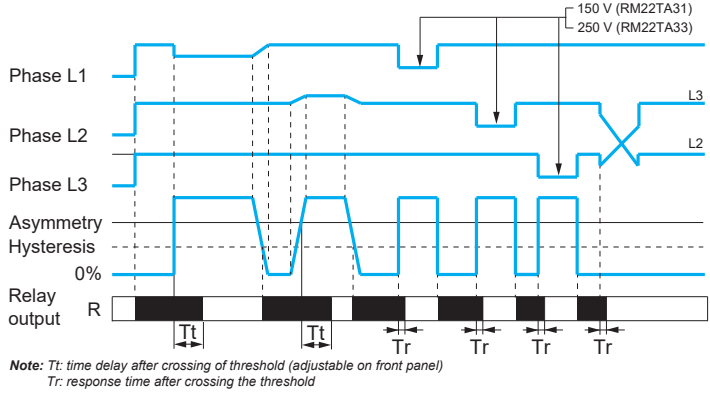 150 V (RM22TA31)
250 V (RM22TA33)
Phase L1
L3
Phase L2
L2
Phase L3
Asymmetry
Hysteresis
0%
Relay
output
R
Tt
Tt
Tr
Tr
Tr
Tr
Note: Tt: time delay after crossing of threshold (adjustable on front panel)
Tr: response time after crossing the threshold